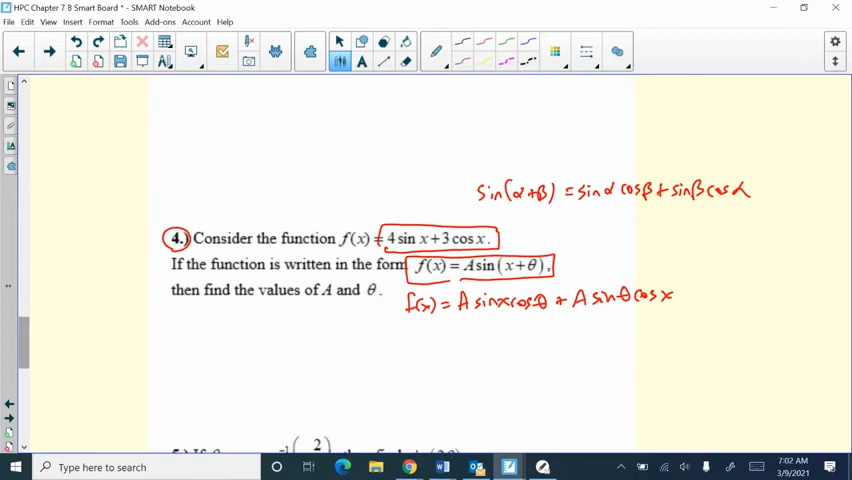 HPC Chapter 7 B Smart Board * - SMART Notebook
File Edit View Insert Format Tools Add-ons Account Help
sin(α+β) = sinα cosβ + sinβ cosα
4.) Consider the function f(x) = 4 sin x + 3 cos x.
If the function is written in the form f(x) = A sin(x + θ),
then find the values of A and θ.
f(x) = A sinx cosθ + A sinθ cosx
Type here to search
7:02 AM
3/9/2021